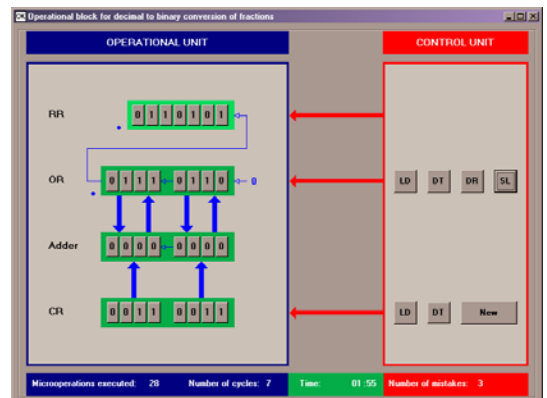 Operational block for decimal to binary conversion of fractions
OPERATIONAL UNIT CONTROL UNIT
RR 0 1 1 0 1 0 1
OR 0 1 1 1 0 1 1 0 0 LD DT DR SL
Adder 0 0 0 0 0 0 0 0
CR 0 0 1 1 0 0 1 1 LD DT New
Microoperations executed: 28 Number of cycles: 7 Time: 01:55 Number of mistakes: 3